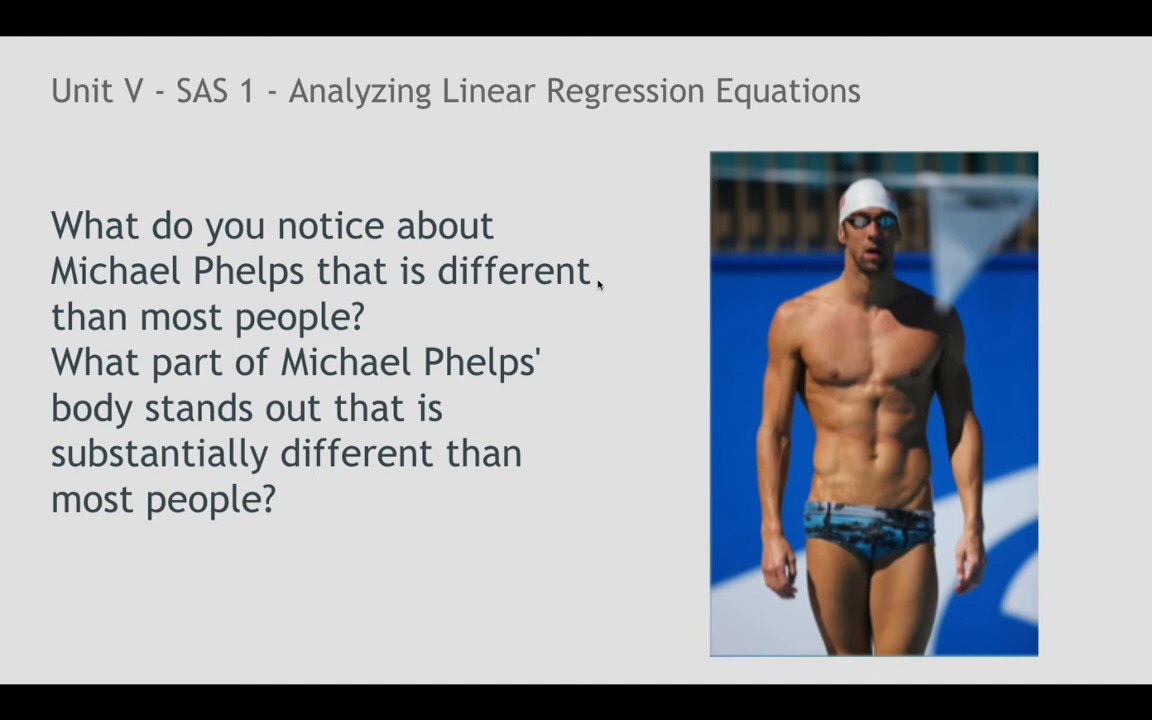 Unit V - SAS 1 - Analyzing Linear Regression Equations
What do you notice about
Michael Phelps that is different
than most people?
What part of Michael Phelps'
body stands out that is
substantially different than
most people?